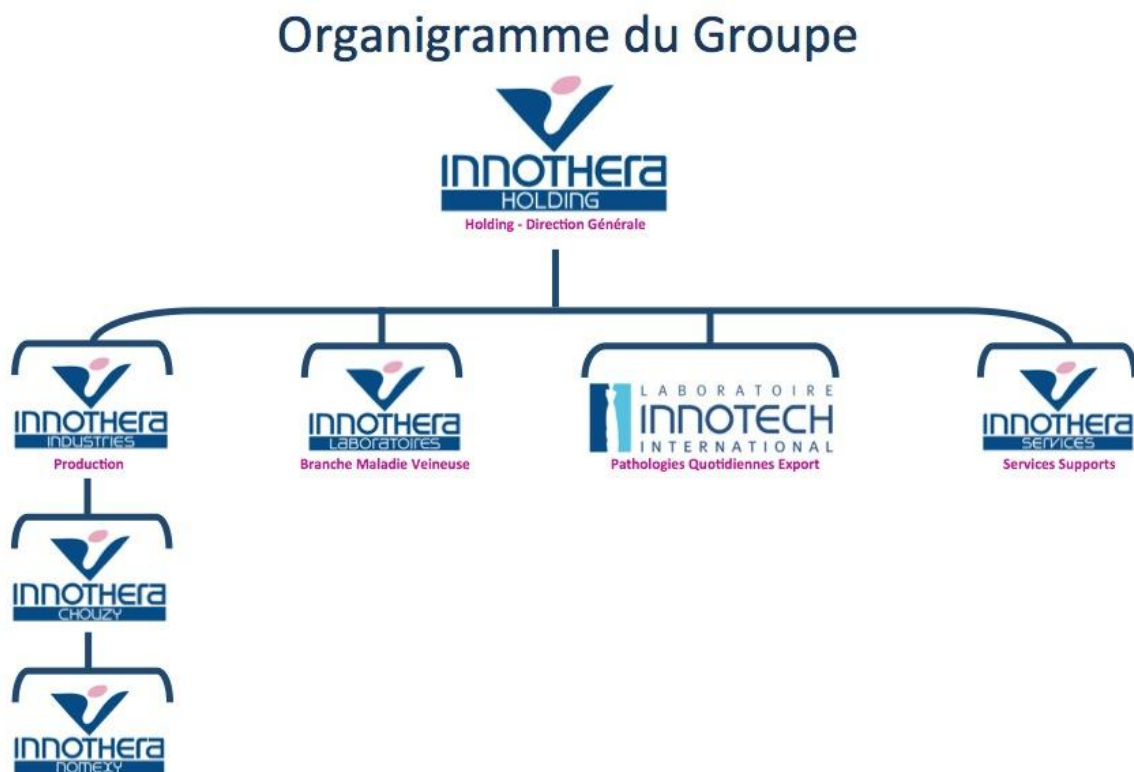 Organigramme du Groupe
INNOTHERA
HOLDING
Holding - Direction Générale
INNOTHERA
INDUSTRIES
Production
INNOTHERA
LABORATOIRES
Branche Maladie Veineuse
LABORATOIRE
INNOTECH
INTERNATIONAL
Pathologies Quotidiennes Export
INNOTHERA
SERVICES
Services Supports
INNOTHERA
CHOUZY
INNOTHERA
NOMEXY